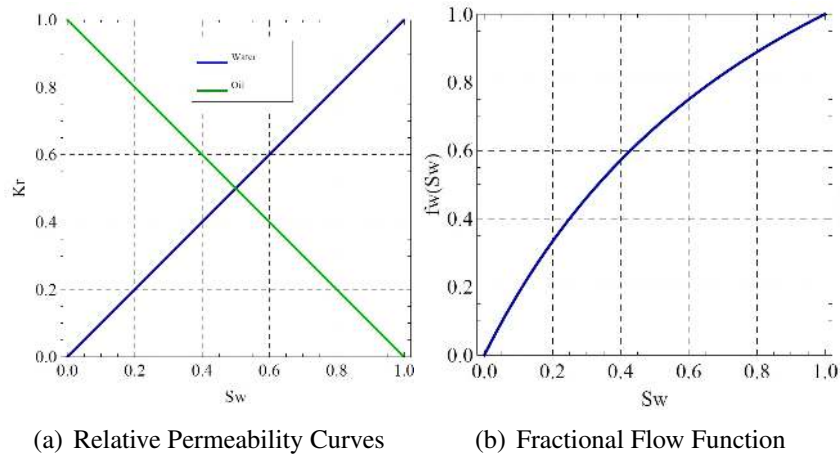 1.0
0.8
0.6
0.4
0.2
0.0
Kr
Water
Oil
0.0 0.2 0.4 0.6 0.8 1.0
Sw
1.0
0.8
0.6
0.4
0.2
0.0
fw(Sw)
0.0 0.2 0.4 0.6 0.8 1.0
Sw
(a) Relative Permeability Curves
(b) Fractional Flow Function